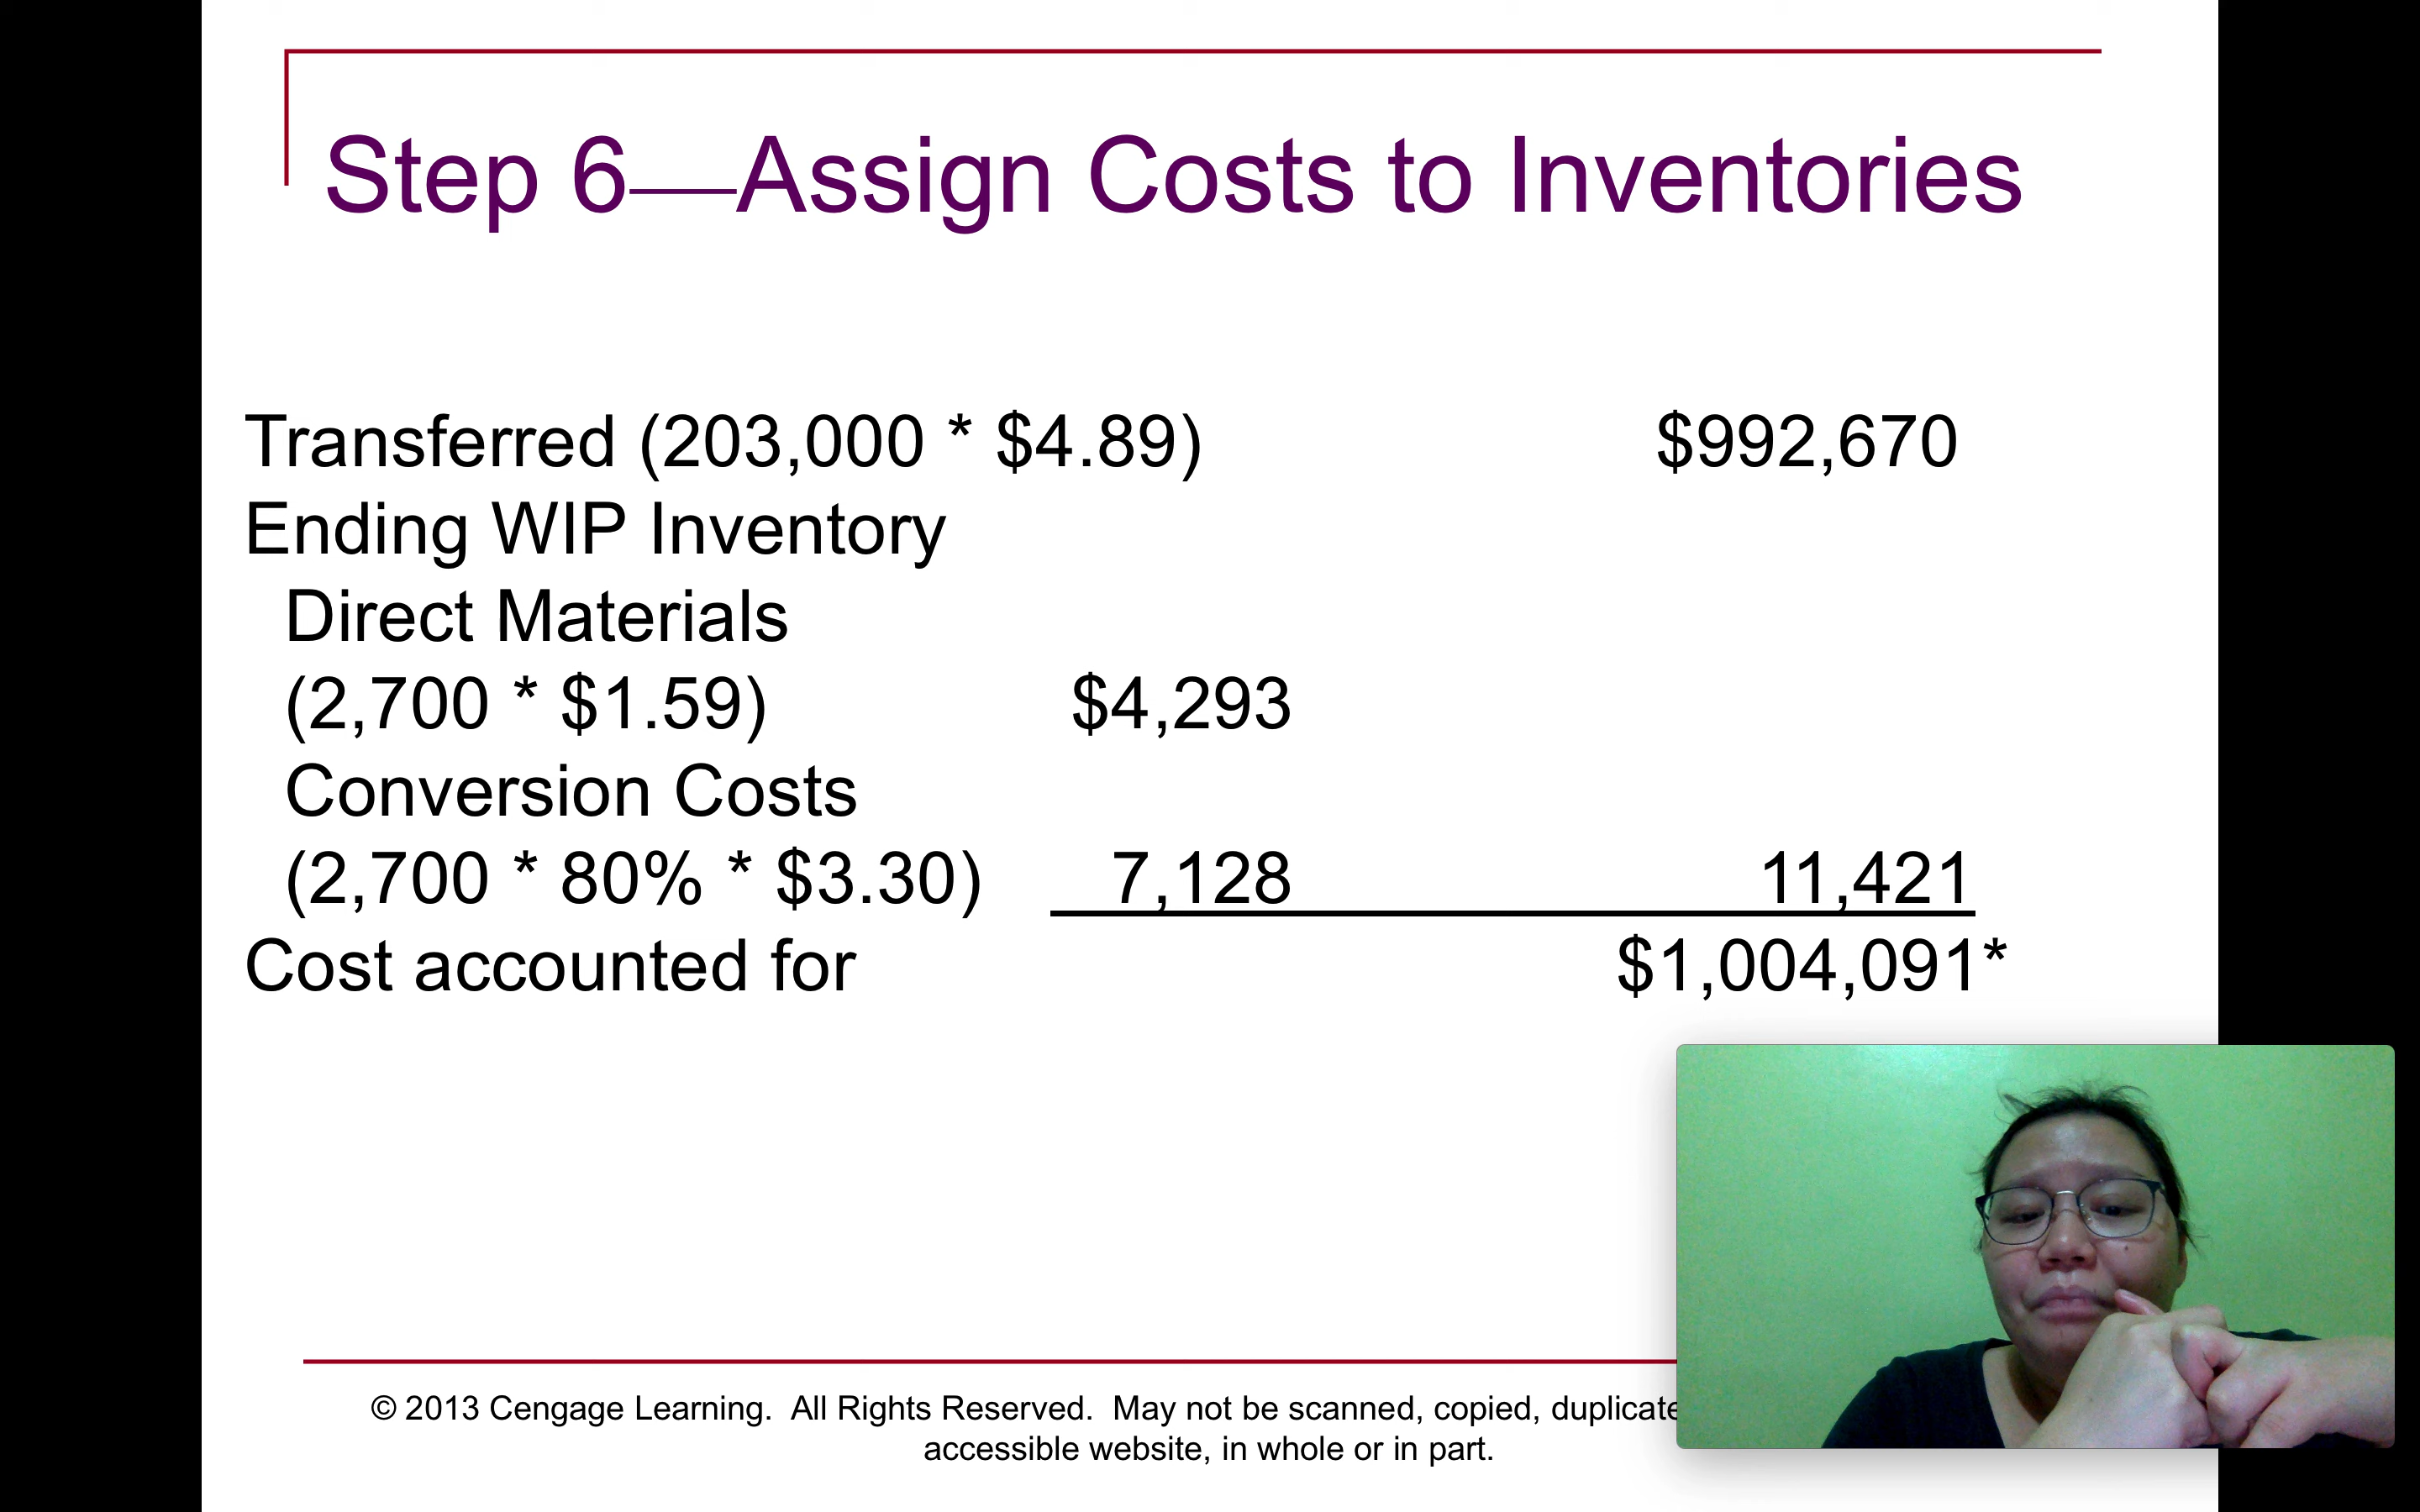 Step 6—Assign Costs to Inventories
Transferred (203,000 * $4.89) $992,670
Ending WIP Inventory
Direct Materials
(2,700 * $1.59) $4,293
Conversion Costs
(2,700 * 80% * $3.30) 7,128 11,421
Cost accounted for $1,004,091*
© 2013 Cengage Learning. All Rights Reserved. May not be scanned, copied,
accessible website, in whole or in part.